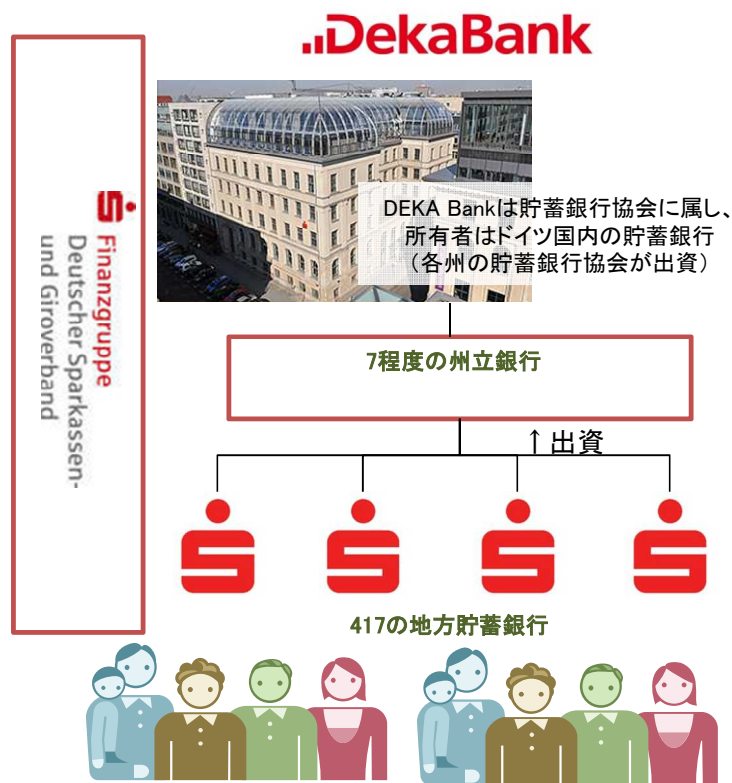 DekaBank
Finanzgruppe
Deutscher Sparkassen-
und Giroverband
DEKA Bankは貯蓄銀行協会に属し、
所有者はドイツ国内の貯蓄銀行
(各州の貯蓄銀行協会が出資)
7程度の州立銀行
↑出資
417の地方貯蓄銀行